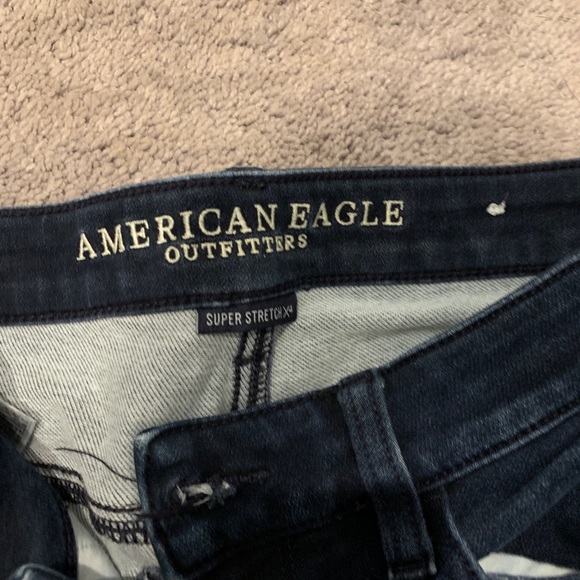 AMERICAN EAGLE
OUTFITTERS
SUPER STRETCH X⁴